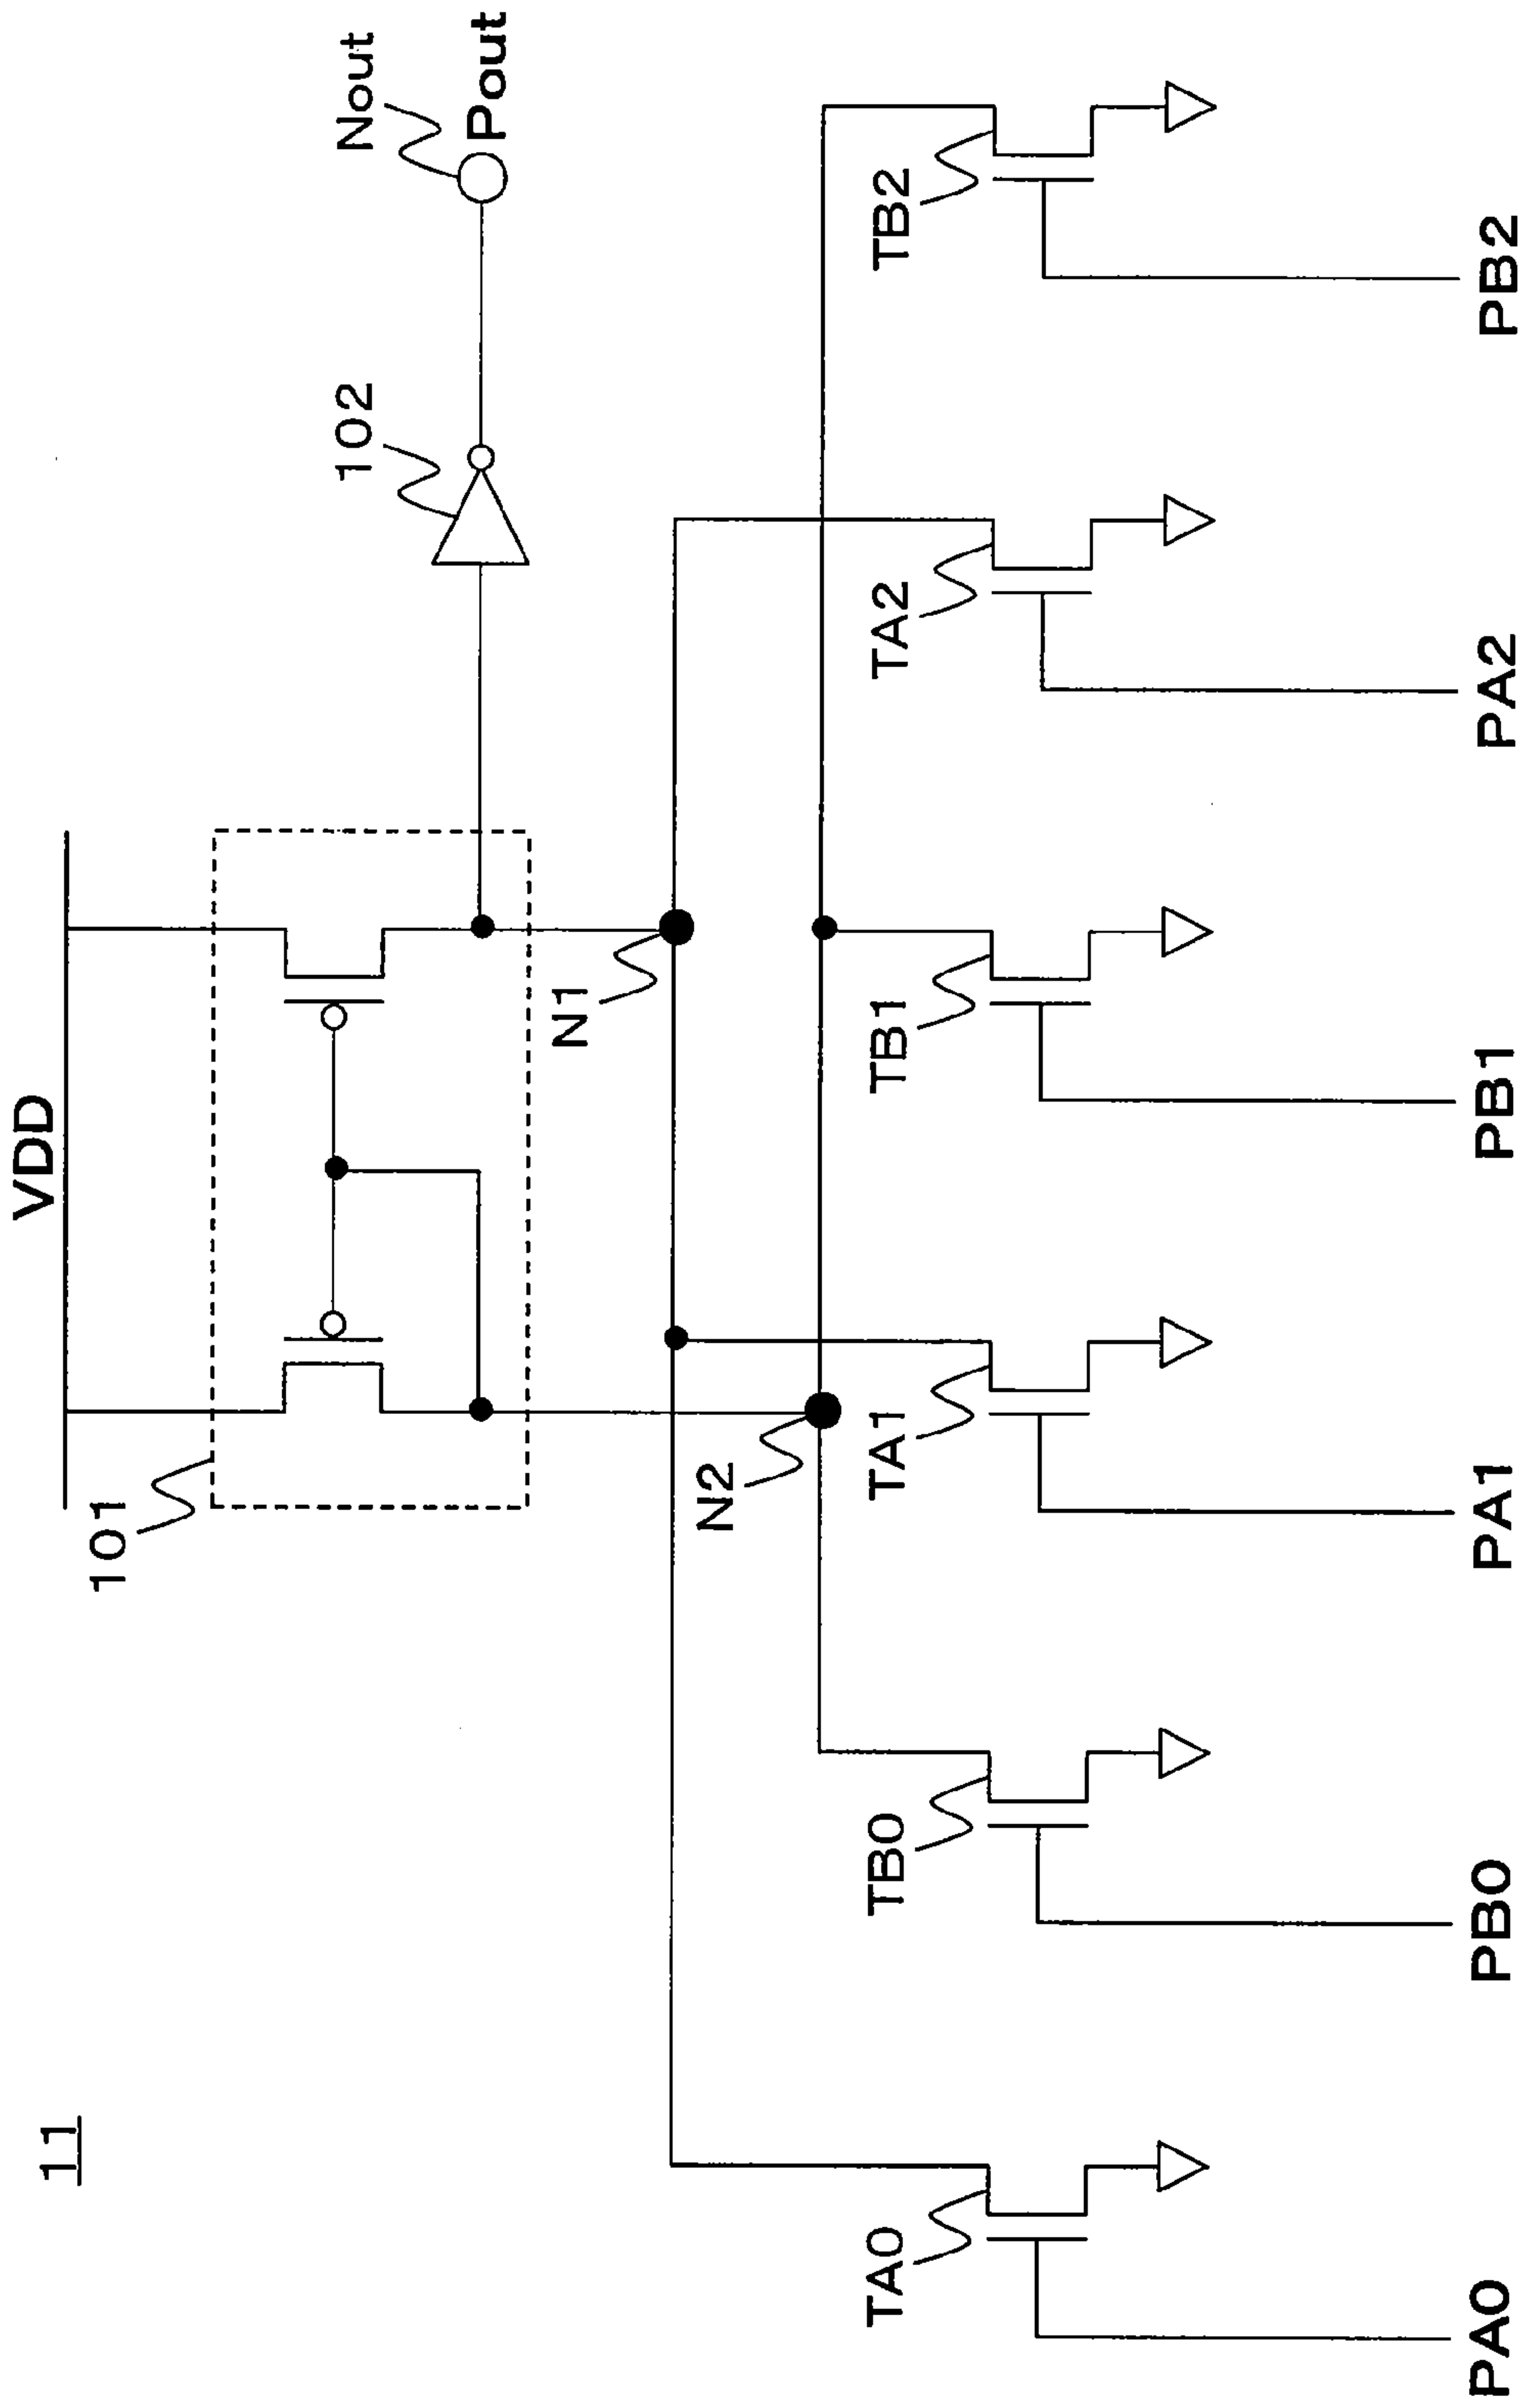 11
VDD
101
102
Nout
Pout
N1
N2
TA0
TB0
TA1
TB1
TA2
TB2
PA0
PB0
PA1
PB1
PA2
PB2